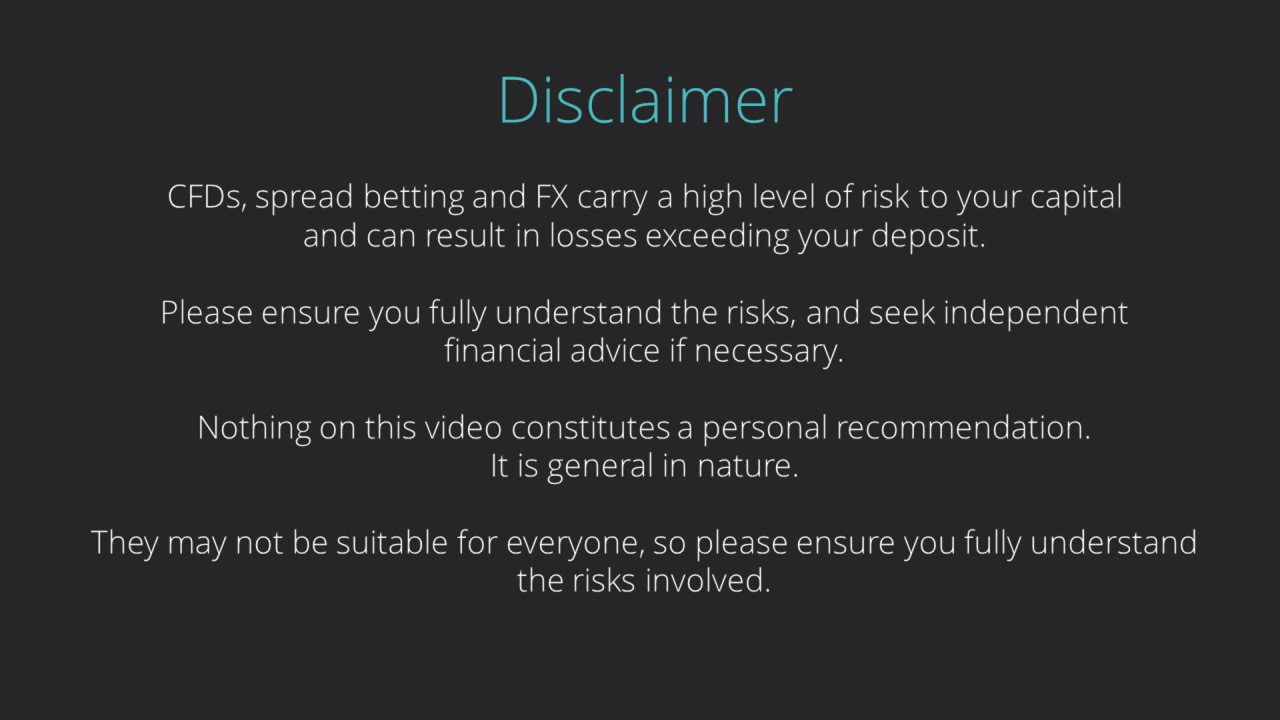 Disclaimer
CFDs, spread betting and FX carry a high level of risk to your capital
and can result in losses exceeding your deposit.
Please ensure you fully understand the risks, and seek independent
financial advice if necessary.
Nothing on this video constitutes a personal recommendation.
It is general in nature.
They may not be suitable for everyone, so please ensure you fully understand
the risks involved.